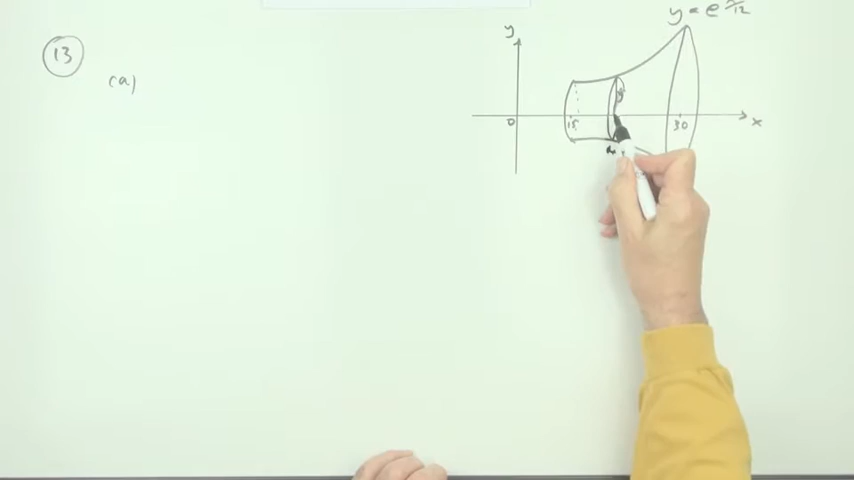 13
(a)
y = e^x/12
y
0
15
30
x